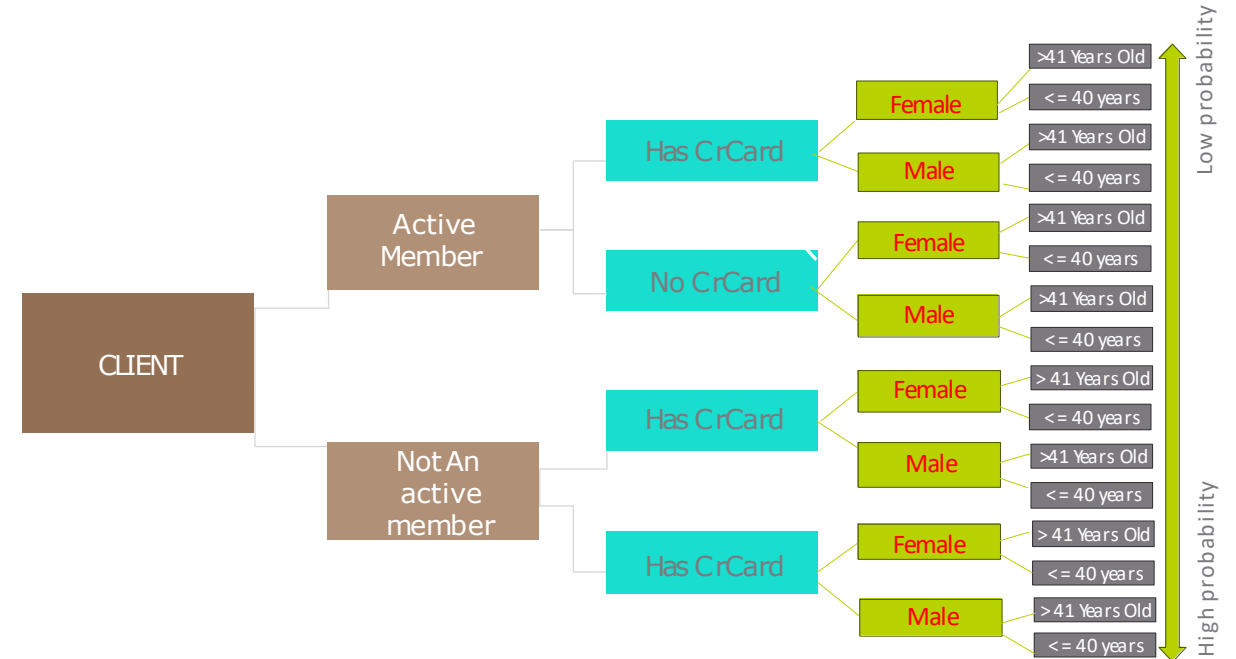 CLIENT
Active
Member
Not An
active
member
Has CrCard
No CrCard
Has CrCard
Has CrCard
Female
Male
Female
Male
Female
Male
Female
Male
>41 Years Old
<= 40 years
>41 Years Old
<= 40 years
>41 Years Old
<= 40 years
>41 Years Old
<= 40 years
> 41 Years Old
<= 40 years
>41 Years Old
<= 40 years
> 41 Years Old
<= 40 years
> 41 Years Old
<= 40 years
Low probability
High probability